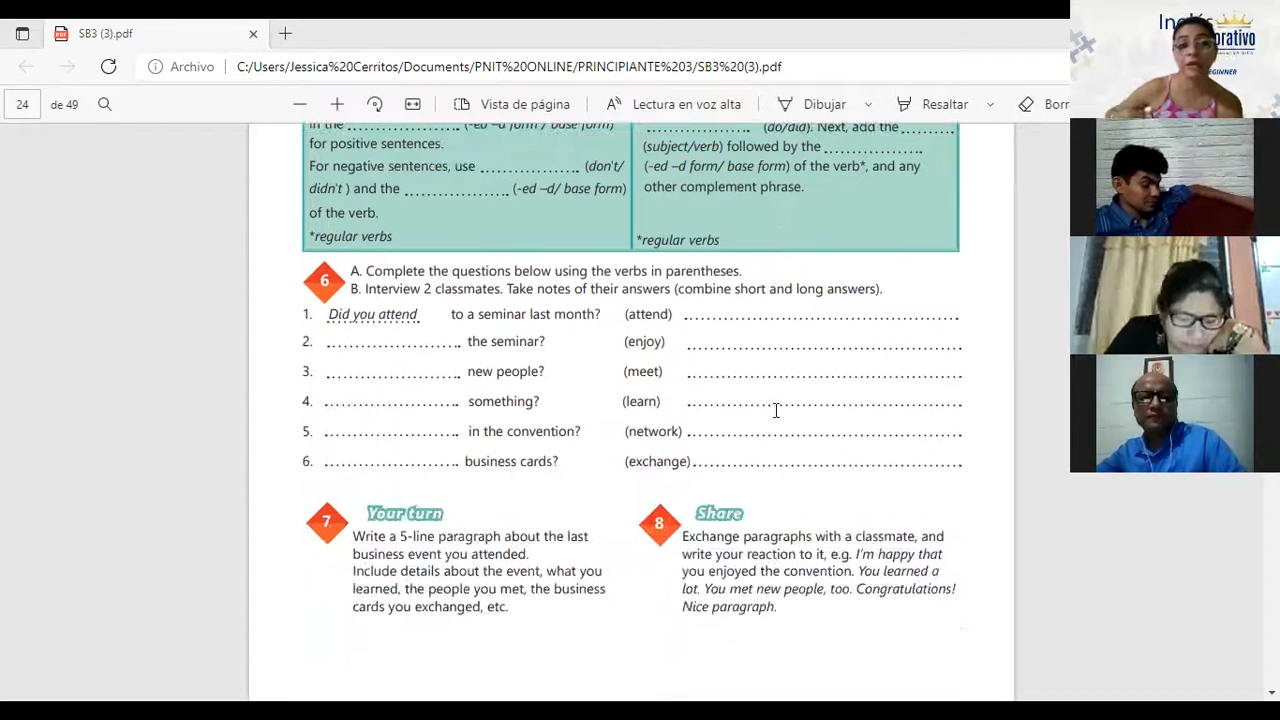 SB3 (3).pdf
Archivo
C:/Users/Jessica%20Cerritos/Documents/PNIT%20ONLINE/PRINCIPIANTE%203/SB3%20(3).pdf
24 de 49
Vista de página
Lectura en voz alta
Dibujar
Resaltar
Borr
in the .................... (-ed -d form / base form)
for positive sentences.
For negative sentences, use .................... (don't/
didn't ) and the .................... (-ed –d/ base form)
of the verb.
*regular verbs
.................... (do/did). Next, add the ..........
(subject/verb) followed by the ....................
(-ed –d form/ base form) of the verb*, and any
other complement phrase.
*regular verbs
6
A. Complete the questions below using the verbs in parentheses.
B. Interview 2 classmates. Take notes of their answers (combine short and long answers).
1. Did you attend to a seminar last month? (attend) ....................
2. .................... the seminar? (enjoy) ....................
3. .................... new people? (meet) ....................
4. .................... something? (learn) ....................
5. .................... in the convention? (network) ....................
6. .................... business cards? (exchange) ....................
7 Your turn
Write a 5-line paragraph about the last
business event you attended.
Include details about the event, what you
learned, the people you met, the business
cards you exchanged, etc.
8 Share
Exchange paragraphs with a classmate, and
write your reaction to it, e.g. I'm happy that
you enjoyed the convention. You learned a
lot. You met new people, too. Congratulations!
Nice paragraph.
orativo
EGINNER